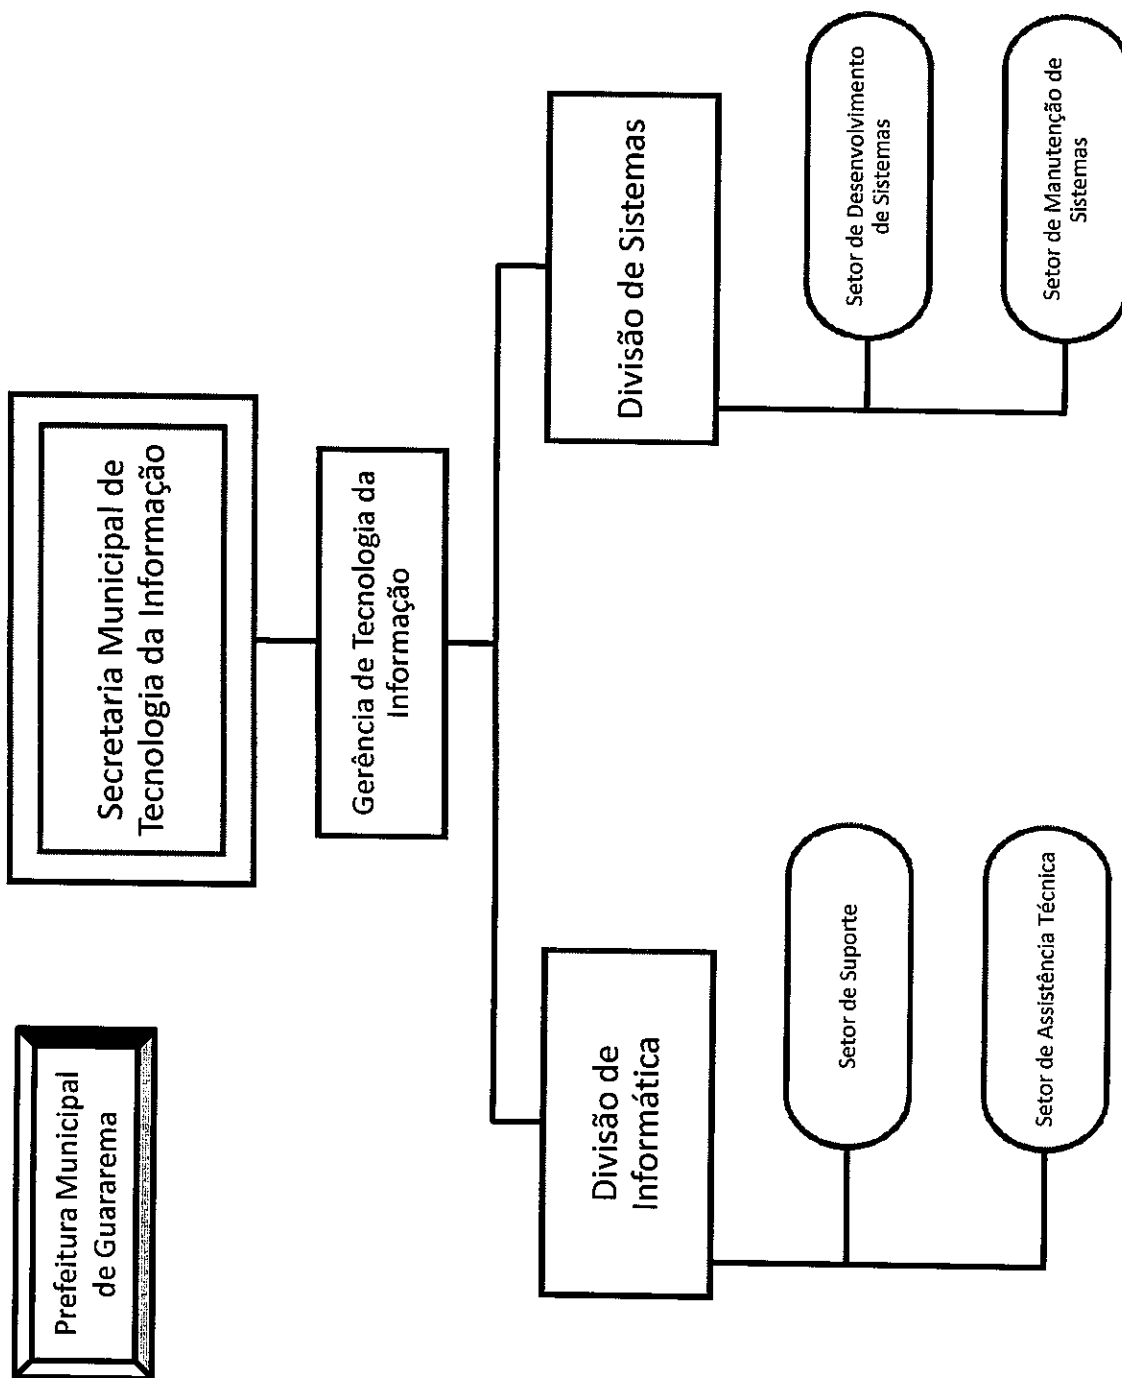 Prefeitura Municipal
de Guararema
Secretaria Municipal de
Tecnologia da Informação
Gerência de Tecnologia da
Informação
Divisão de
Informática
Divisão de Sistemas
Setor de Suporte
Setor de Assistência Técnica
Setor de Desenvolvimento
de Sistemas
Setor de Manutenção de
Sistemas